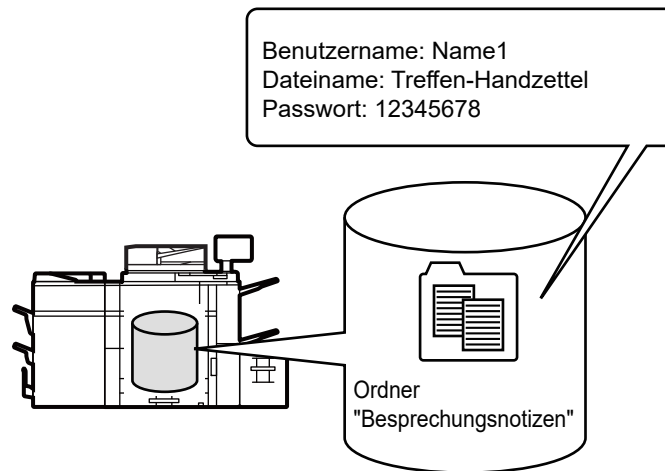 Benutzername: Name1
Dateiname: Treffen-Handzettel
Passwort: 12345678
Ordner
"Besprechungsnotizen"